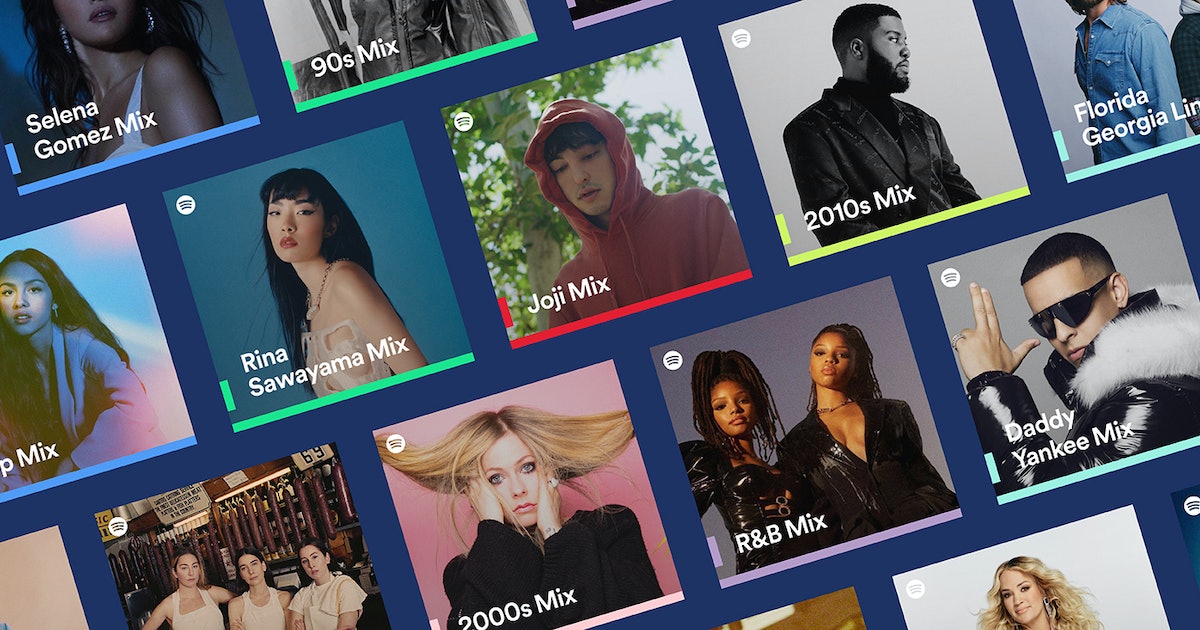 Selena
Gomez Mix
90s Mix
Joji Mix
2010s Mix
Florida
Georgia Lin
Rina
Sawayama Mix
p Mix
2000s Mix
R&B Mix
Daddy
Yankee Mix